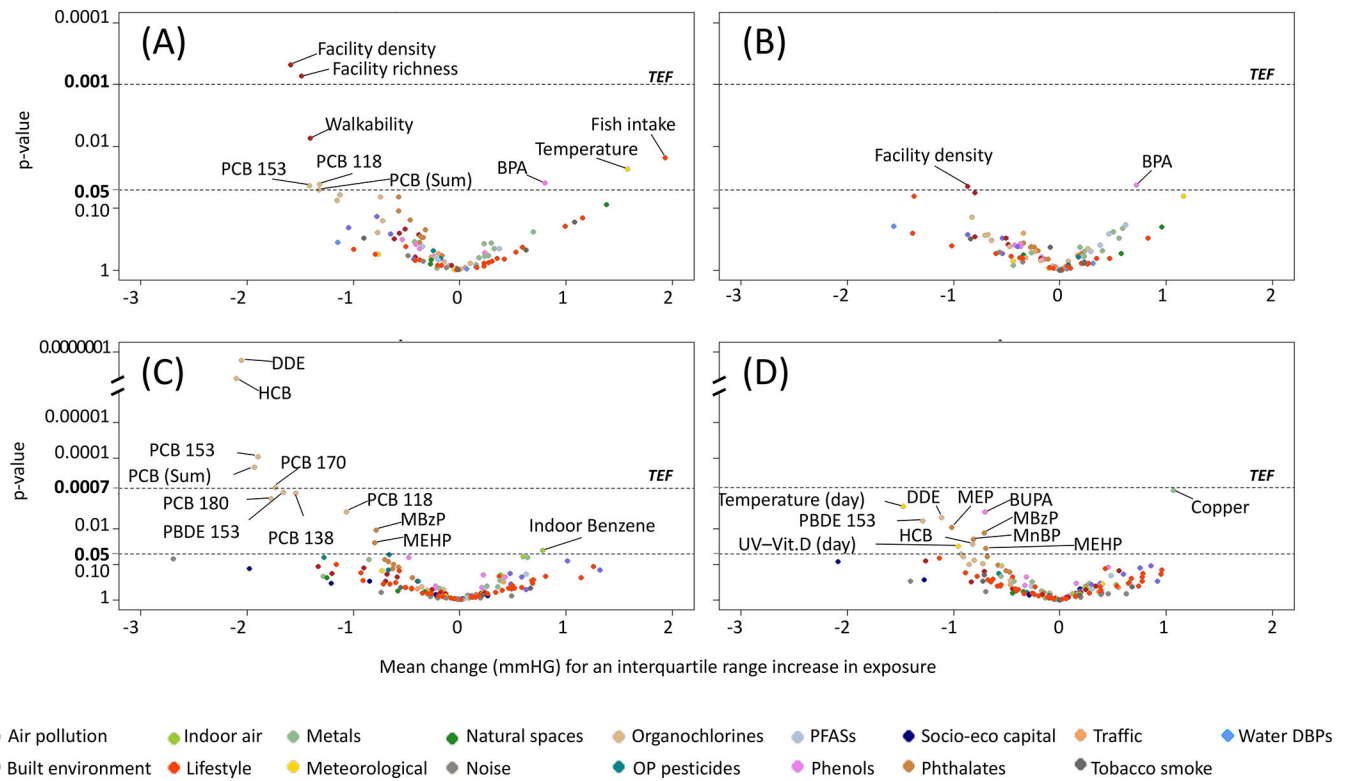 0.0001
(A)
(B)
Facility density
Facility richness
TEF
TEF
0.001
Walkability
Fish intake
0.01
Temperature
Facility density
BPA
PCB 153
PCB 118
BPA
PCB (Sum)
0.05
0.10
1
-3 -2 -1 0 1 2
-3 -2 -1 0 1 2
p-value
0.0000001
(C)
(D)
DDE
HCB
0.00001
PCB 153
0.0001
PCB 170
PCB (Sum)
TEF
TEF
0.0007
PCB 180
PCB 118
PBDE 153
PCB 138
MBzP
MEHP
Indoor Benzene
Temperature (day)
DDE
MEP
BUPA
Copper
PBDE 153
MBzP
HCB
MnBP
UV–Vit.D (day)
MEHP
0.01
0.05
0.10
1
-3 -2 -1 0 1 2
-3 -2 -1 0 1 2
p-value
Mean change (mmHG) for an interquartile range increase in exposure
Air pollution Indoor air Metals Natural spaces Organochlorines PFASs Socio-eco capital Traffic Water DBPs
Built environment Lifestyle Meteorological Noise OP pesticides Phenols Phthalates Tobacco smoke